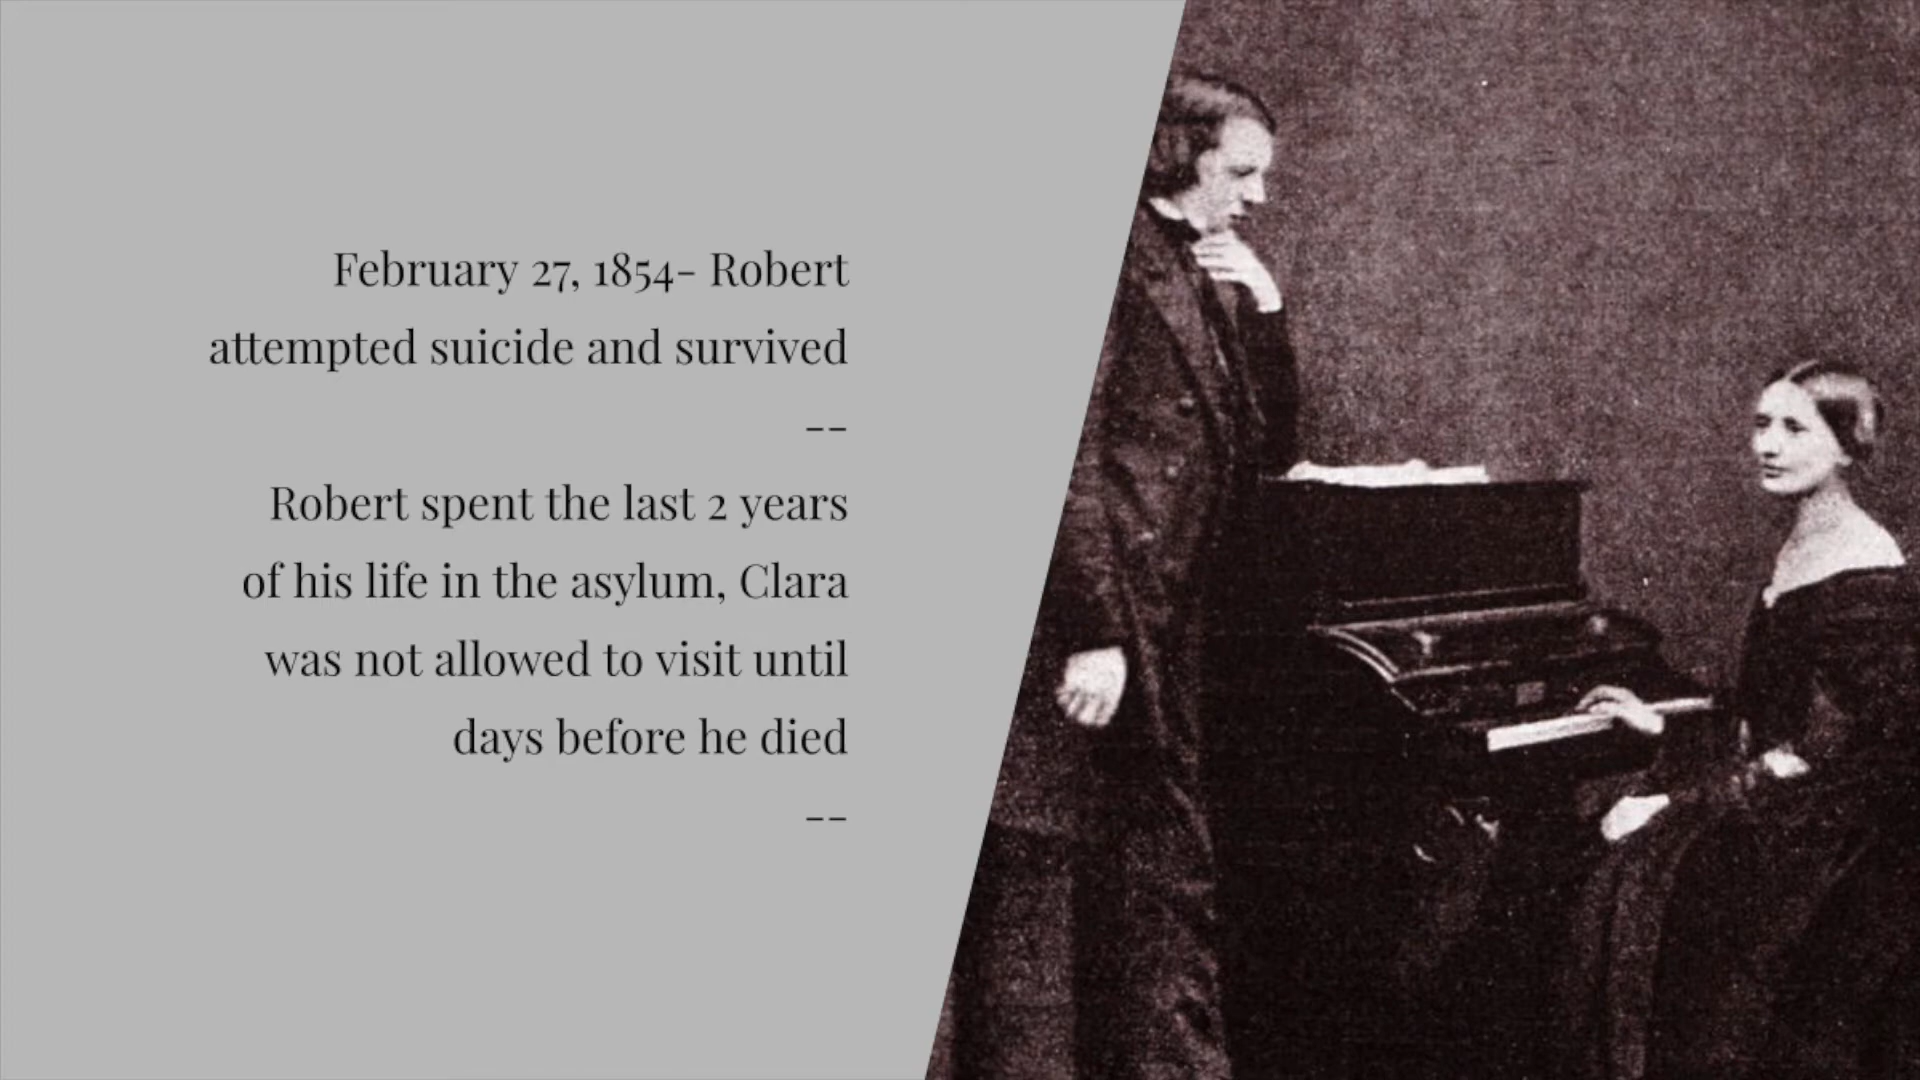 February 27, 1854- Robert
attempted suicide and survived
--
Robert spent the last 2 years
of his life in the asylum, Clara
was not allowed to visit until
days before he died
--